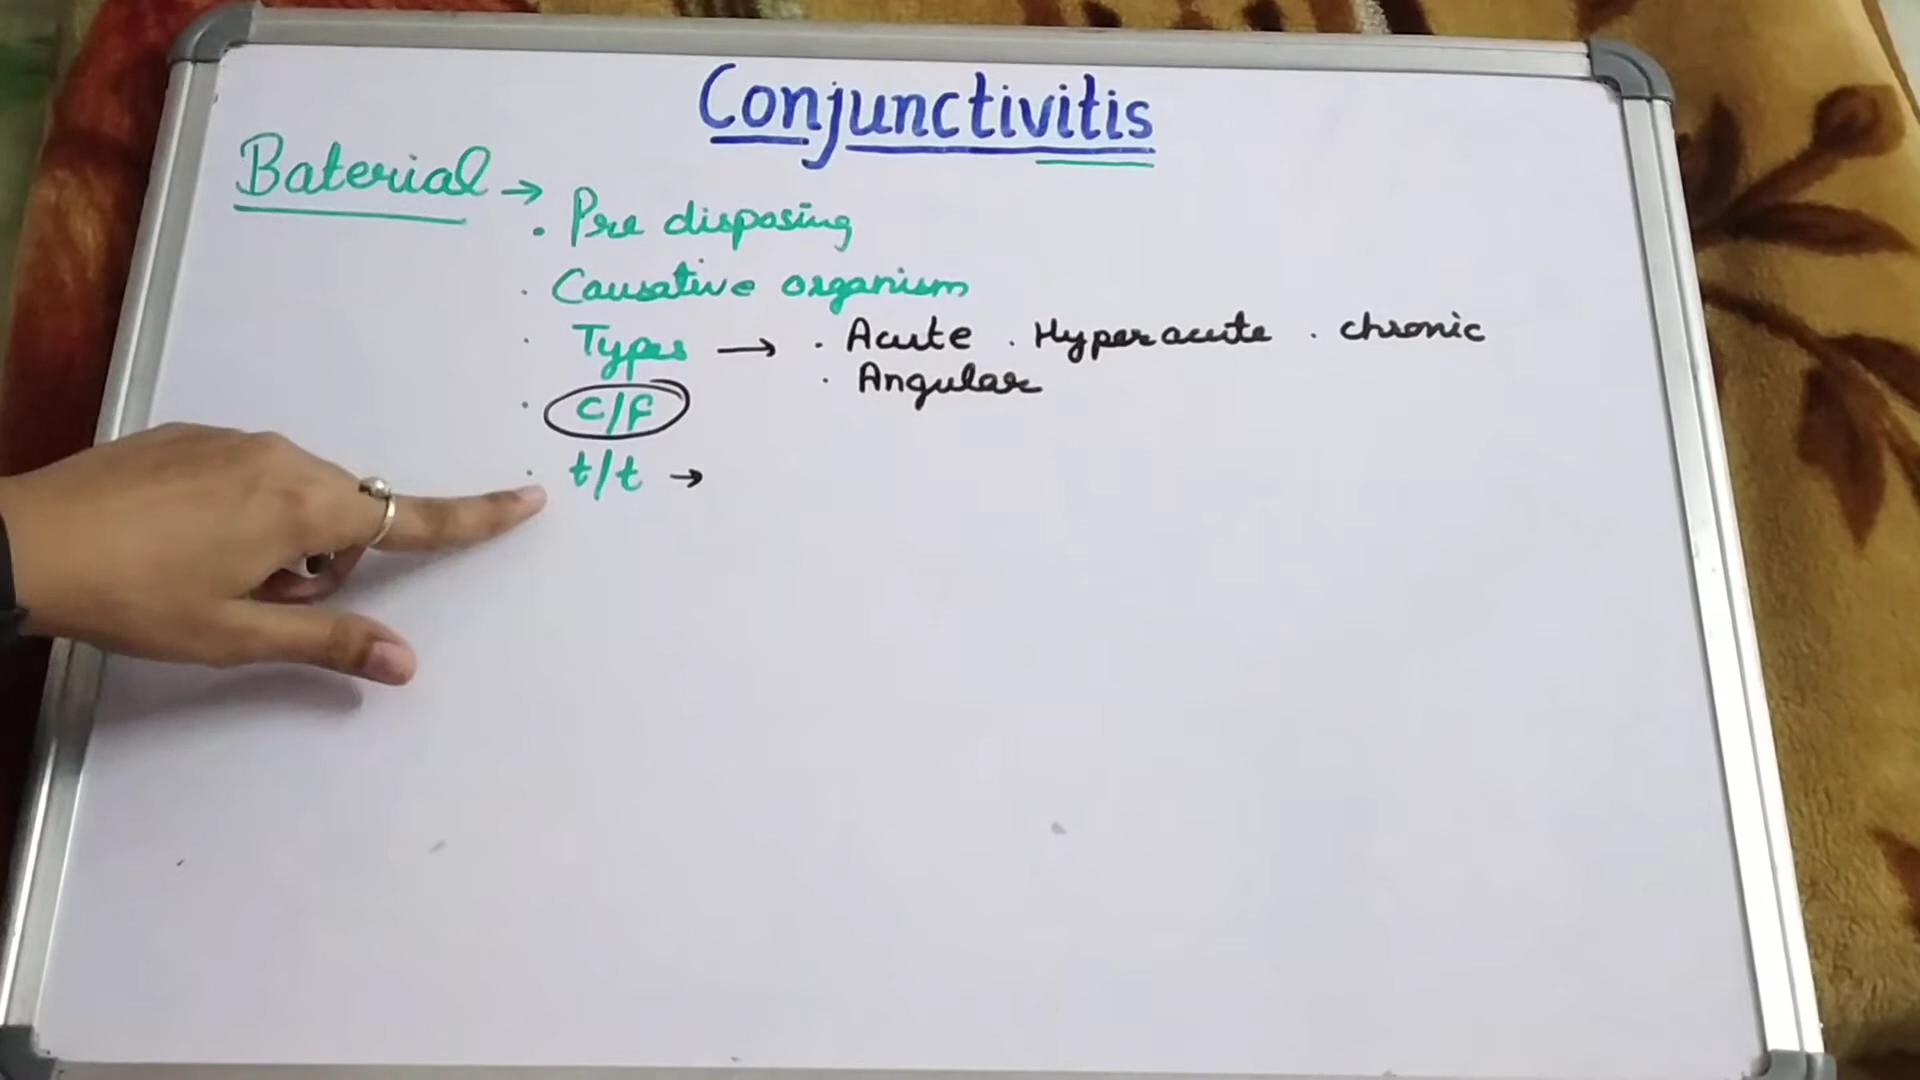 Conjunctivitis
Baterial →
. Pre disposing
. Causative organism
. Types → . Acute . Hyperacute . chronic
. Angular
. C/F
. t/t →